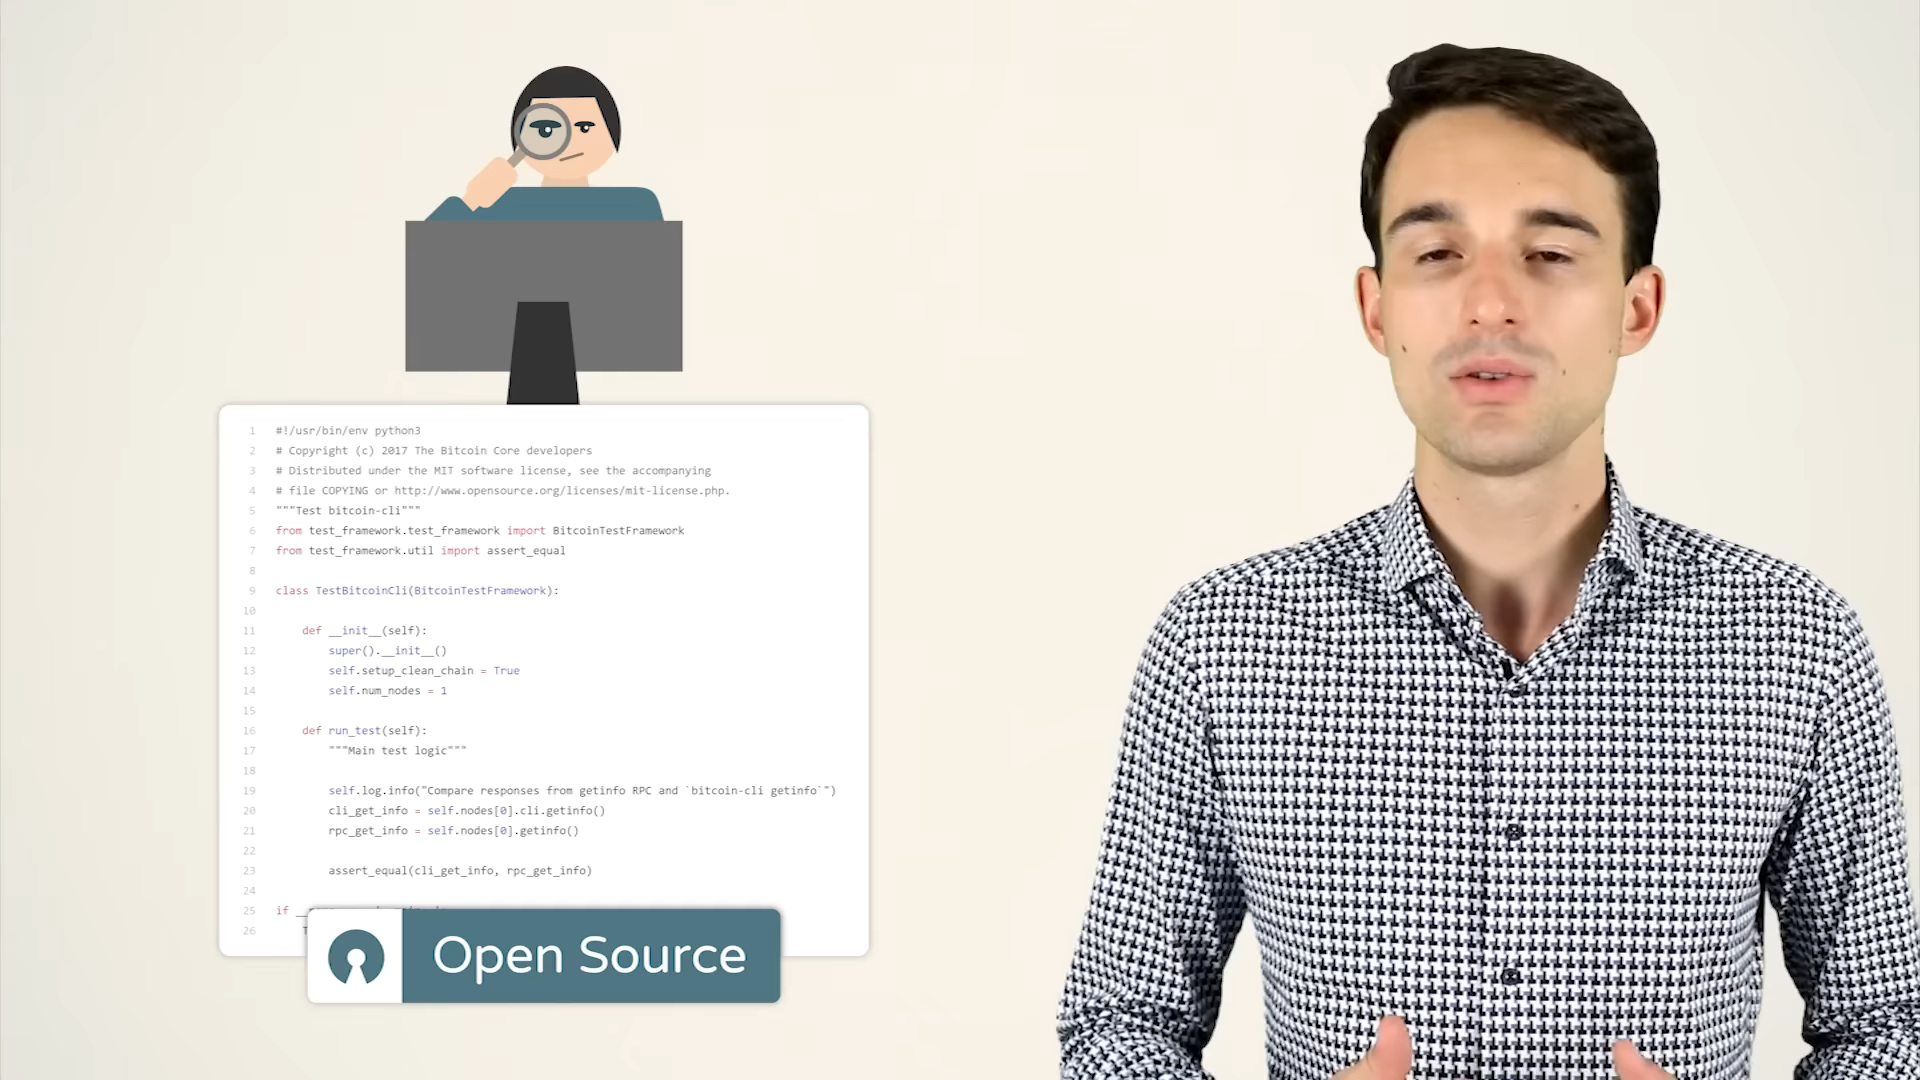 1 #!/usr/bin/env python3
2 # Copyright (c) 2017 The Bitcoin Core developers
3 # Distributed under the MIT software license, see the accompanying
4 # file COPYING or http://www.opensource.org/licenses/mit-license.php.
5 """Test bitcoin-cli"""
6 from test_framework.test_framework import BitcoinTestFramework
7 from test_framework.util import assert_equal
8
9 class TestBitcoinCli(BitcoinTestFramework):
10
11 def __init__(self):
12 super().__init__()
13 self.setup_clean_chain = True
14 self.num_nodes = 1
15
16 def run_test(self):
17 """Main test logic"""
18
19 self.log.info("Compare responses from getinfo RPC and `bitcoin-cli getinfo`")
20 cli_get_info = self.nodes[0].cli.getinfo()
21 rpc_get_info = self.nodes[0].getinfo()
22
23 assert_equal(cli_get_info, rpc_get_info)
24
25 if
26
Open Source